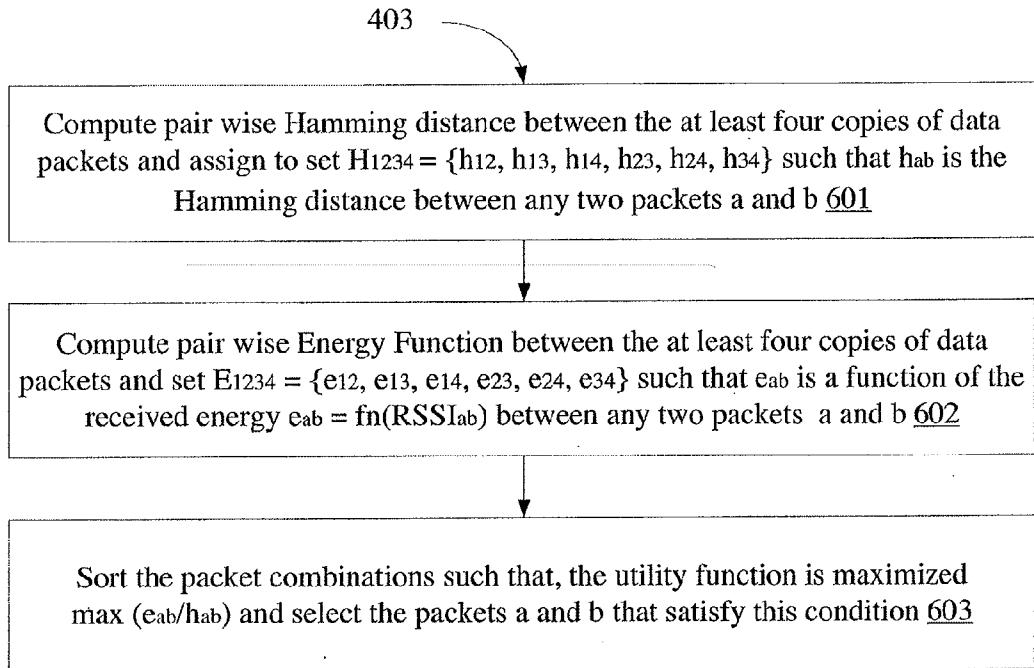 403
Compute pair wise Hamming distance between the at least four copies of data
packets and assign to set H1234 = {h12, h13, h14, h23, h24, h34} such that hab is the
Hamming distance between any two packets a and b 601
Compute pair wise Energy Function between the at least four copies of data
packets and set E1234 = {e12, e13, e14, e23, e24, e34} such that eab is a function of the
received energy eab = fn(RSSIab) between any two packets a and b 602
Sort the packet combinations such that, the utility function is maximized
max (eab/hab) and select the packets a and b that satisfy this condition 603